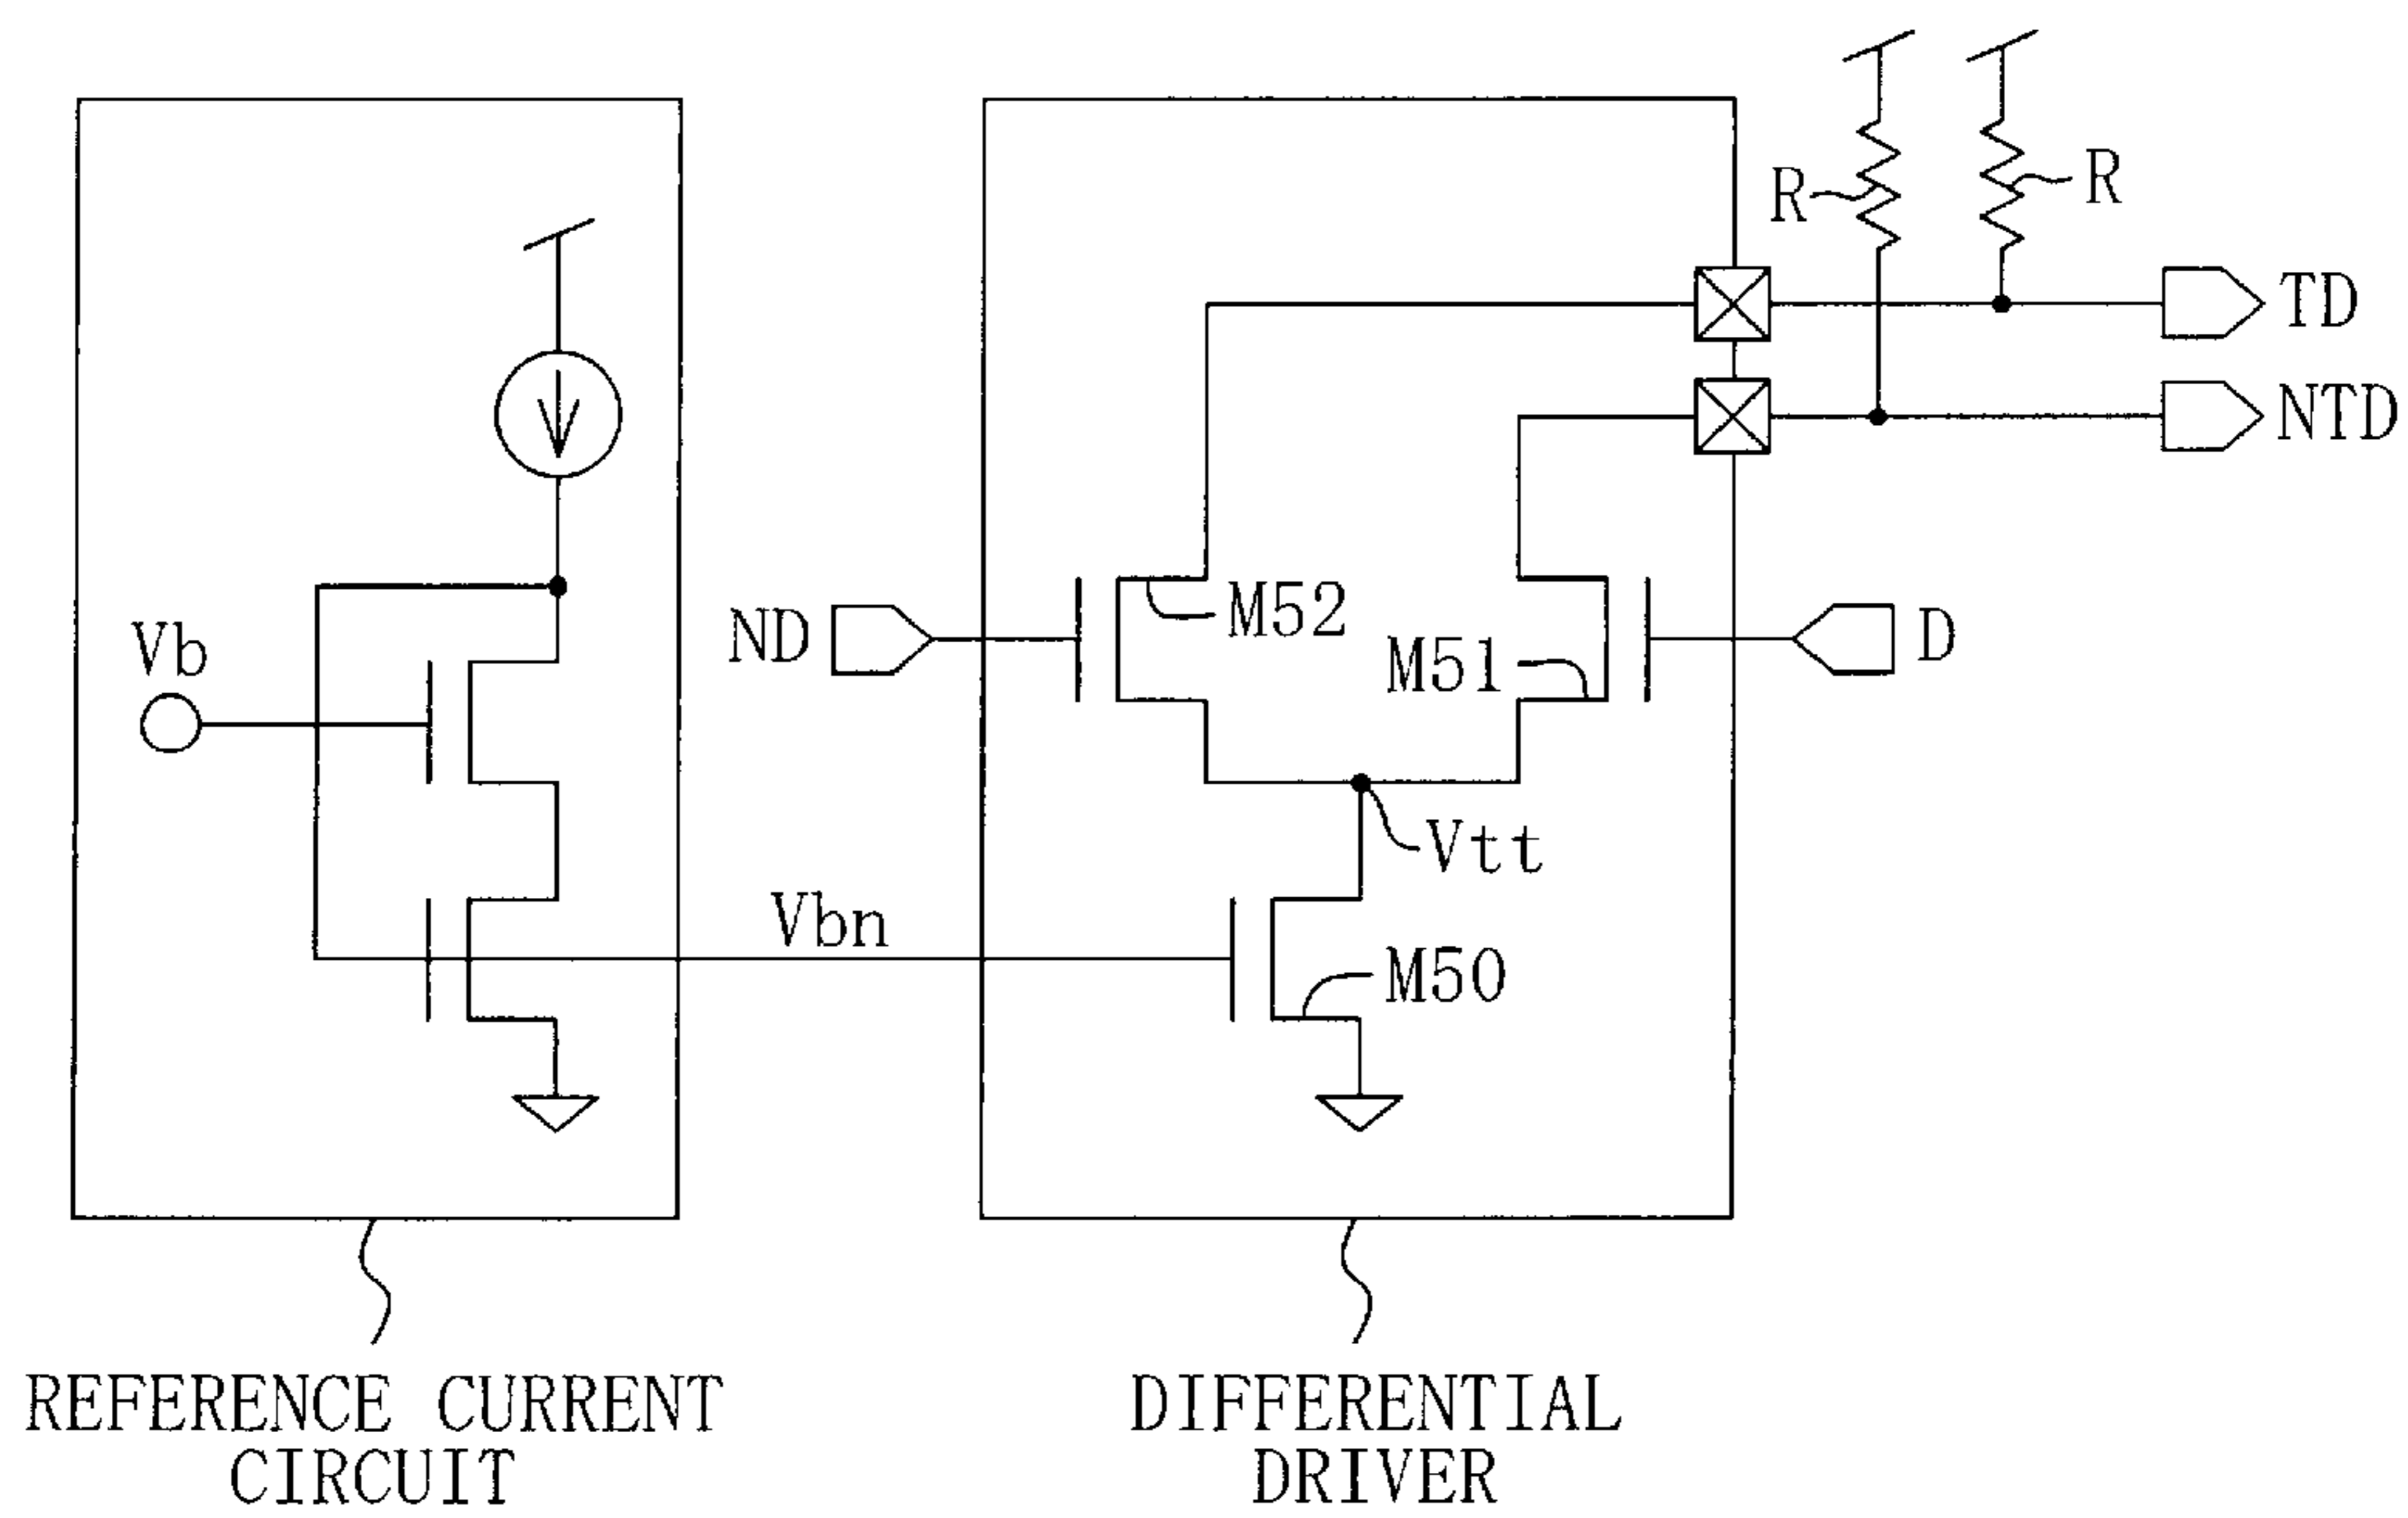 R
R
TD
NTD
Vb
ND
M52
M51
D
Vtt
Vbn
M50
REFERENCE CURRENT
CIRCUIT
DIFFERENTIAL
DRIVER